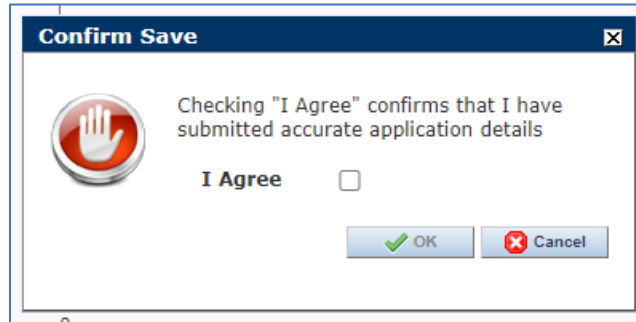 Confirm Save
Checking "I Agree" confirms that I have
submitted accurate application details
I Agree
OK Cancel